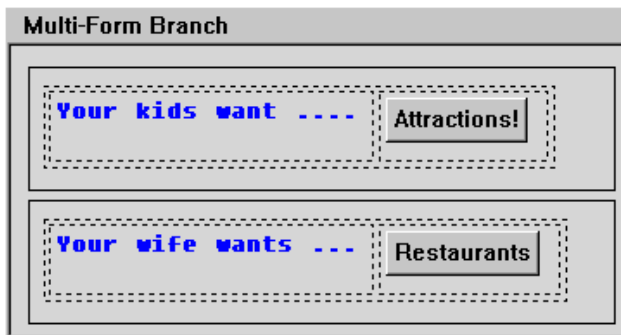 Multi-Form Branch
Your kids want ....
Attractions!
Your wife wants ...
Restaurants